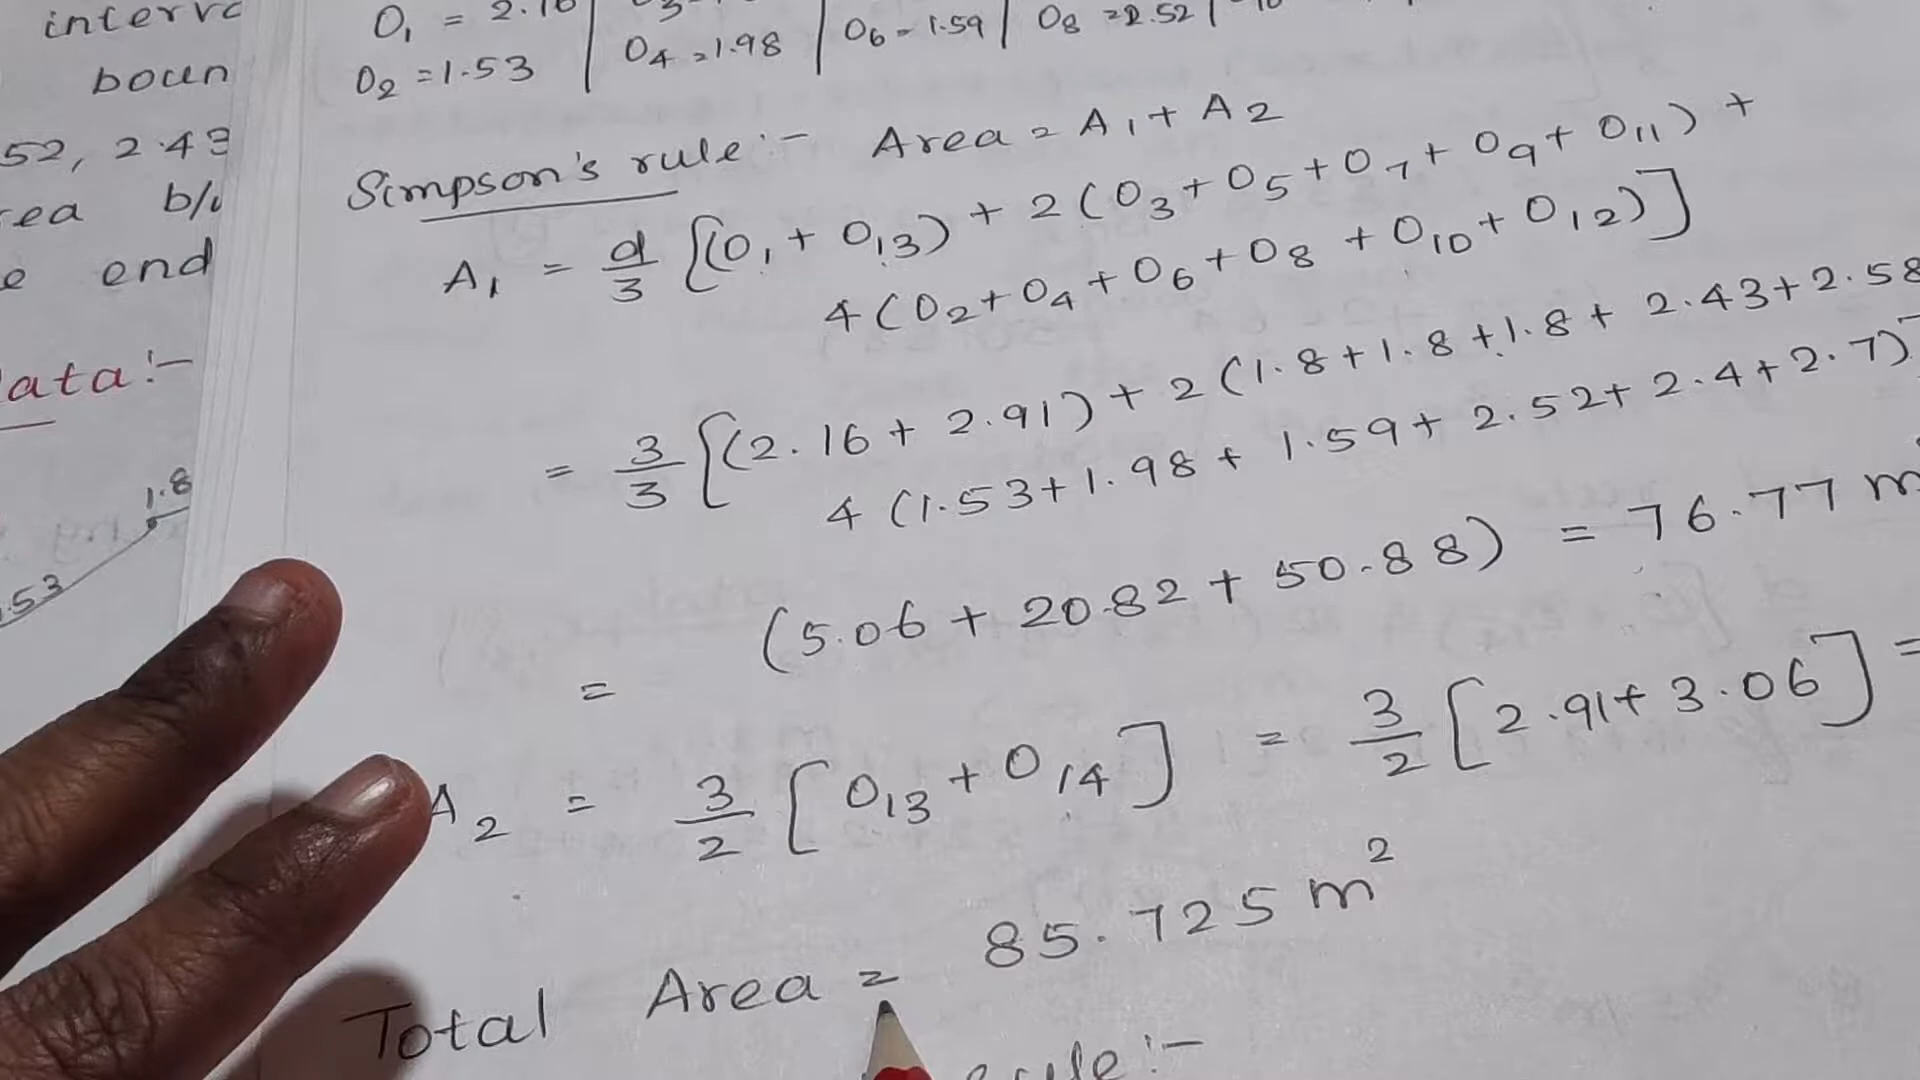 interv
boun
52, 2.43
rea b/
e end
ata:-
1.8
.53
O1 = 2.16
O2 = 1.53
O4 = 1.98
O6 = 1.59
O8 = 2.52
Simpson's rule:- Area = A1 + A2
A1 = d/3 [(O1 + O13) + 2(O3 + O5 + O7 + O9 + O11) +
4(O2 + O4 + O6 + O8 + O10 + O12)]
= 3/3 [(2.16 + 2.91) + 2(1.8 + 1.8 + 1.8 + 2.43 + 2.58
4(1.53 + 1.98 + 1.59 + 2.52 + 2.4 + 2.7)]
= (5.06 + 20.82 + 50.88) = 76.77 m
A2 = 3/2 [O13 + O14] = 3/2 [2.91 + 3.06] =
Total Area = 85.725 m²
rule:-